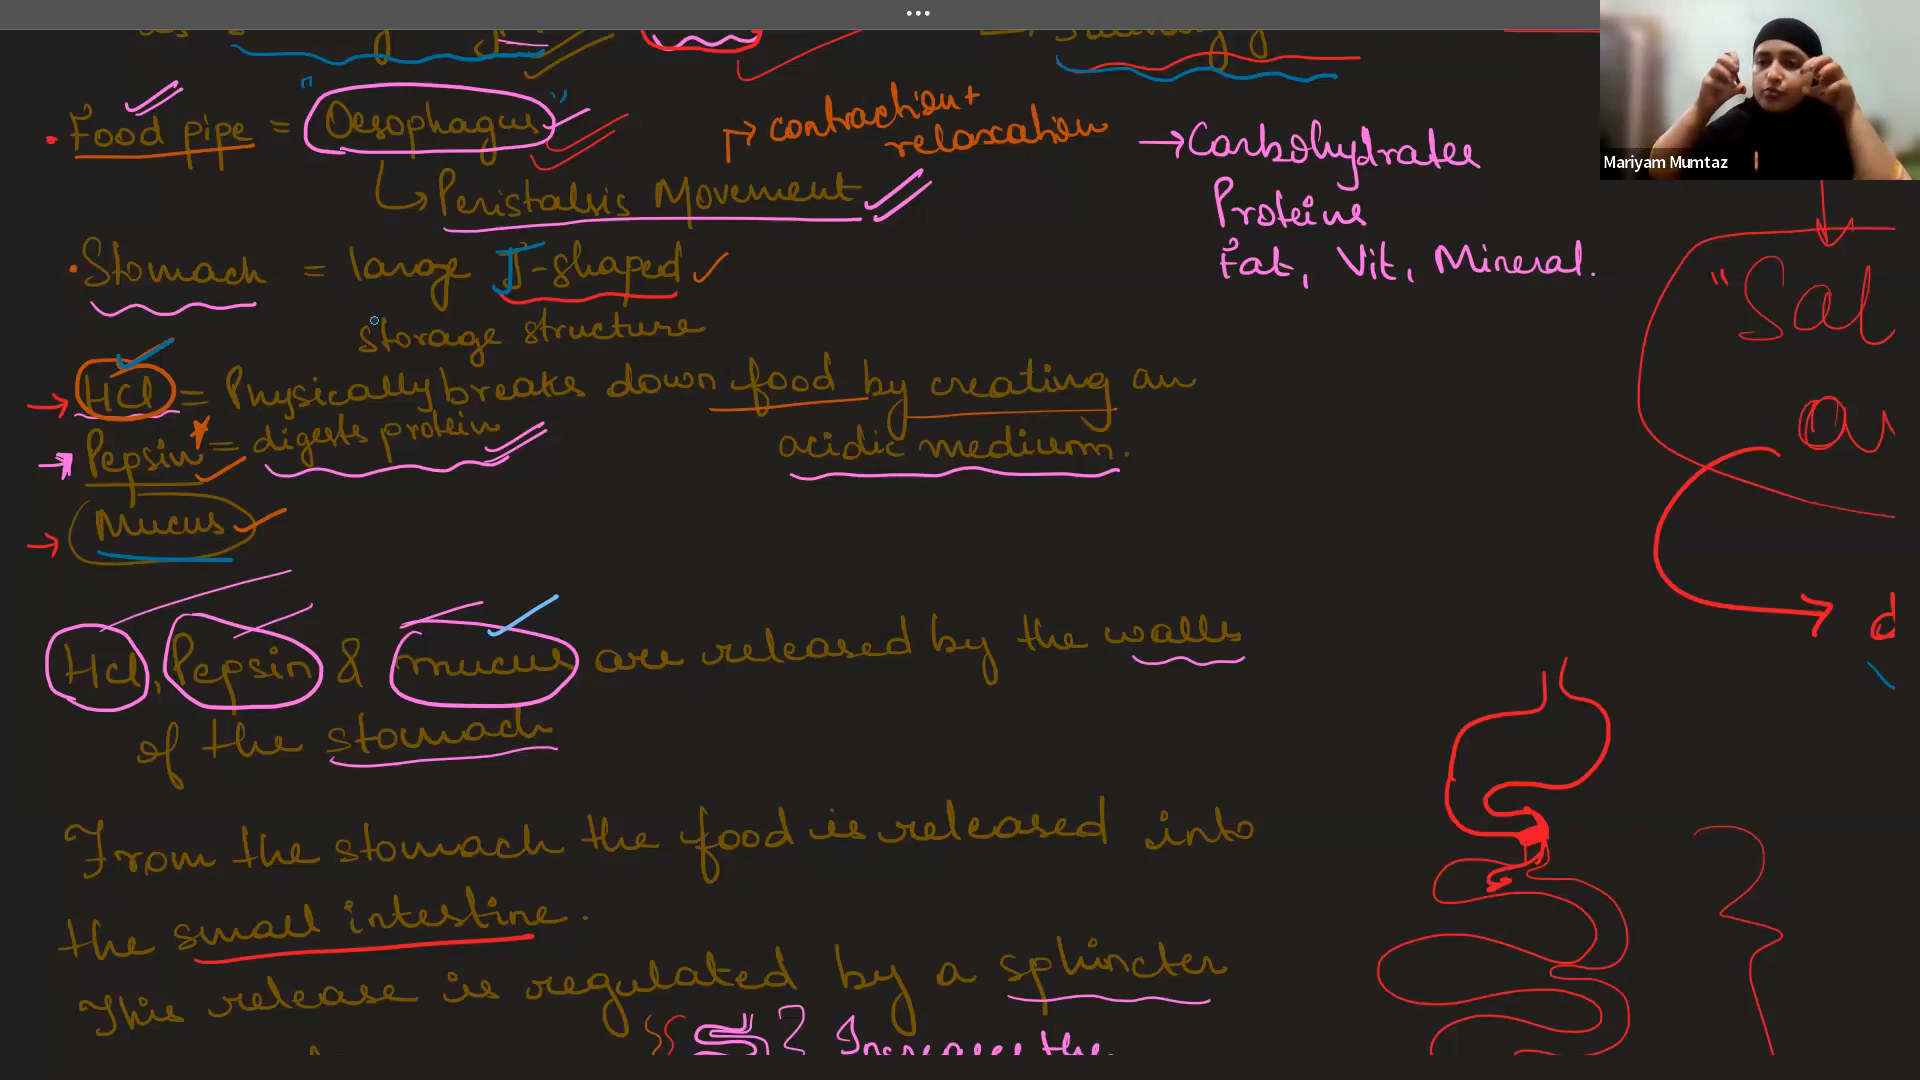 Food pipe = "Oesophagus"
contraction +
relaxation
Peristalsis Movement
Carbohydrates
Proteins
Fat, Vit, Mineral.
Mariyam Mumtaz
Stomach = large J-shaped
storage structure
HCl = Physically breaks down food by creating an
acidic medium.
Pepsin = digests protein
Mucus
"Sal
HCl, Pepsin & mucus are released by the walls
of the stomach
From the stomach the food is released into
the small intestine.
This release is regulated by a sphincter
Increases the